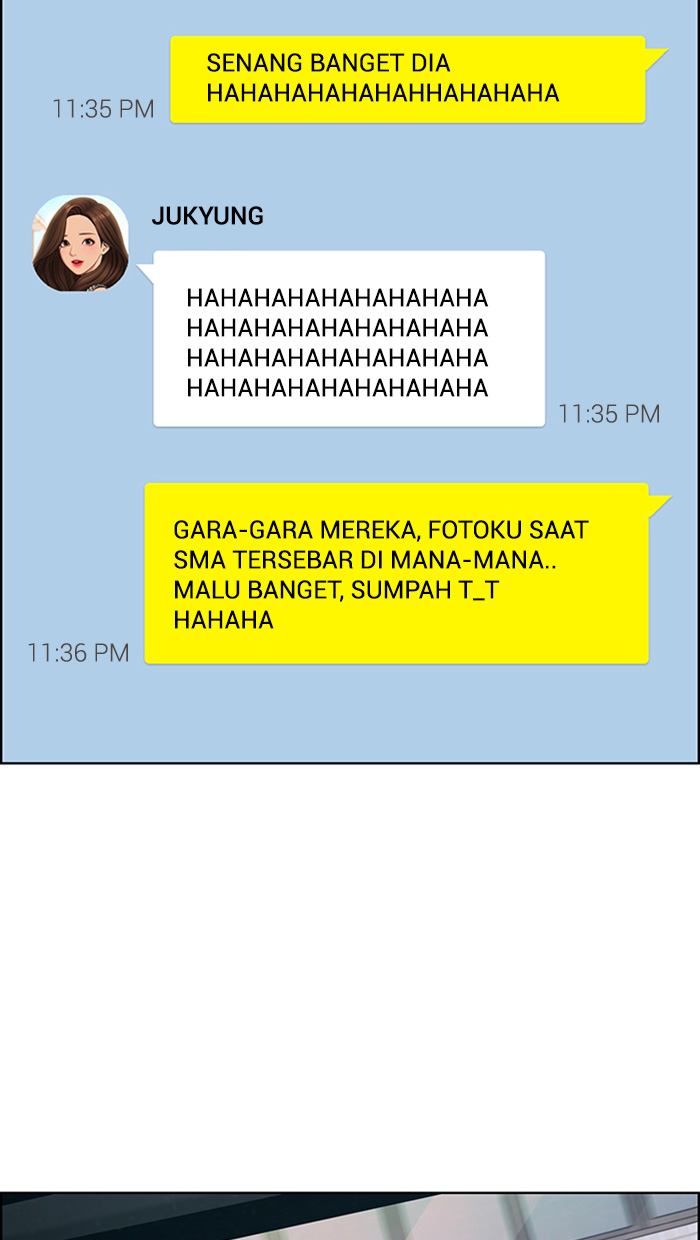 SENANG BANGET DIA
HAHAHAHAHAHAHHAHAHAHA
11:35 PM
JUKYUNG
HAHAHAHAHAHAHAHAHA
HAHAHAHAHAHAHAHAHA
HAHAHAHAHAHAHAHAHA
HAHAHAHAHAHAHAHAHA
11:35 PM
GARA-GARA MEREKA, FOTOKU SAAT
SMA TERSEBAR DI MANA-MANA..
MALU BANGET, SUMPAH T_T
HAHAHA
11:36 PM